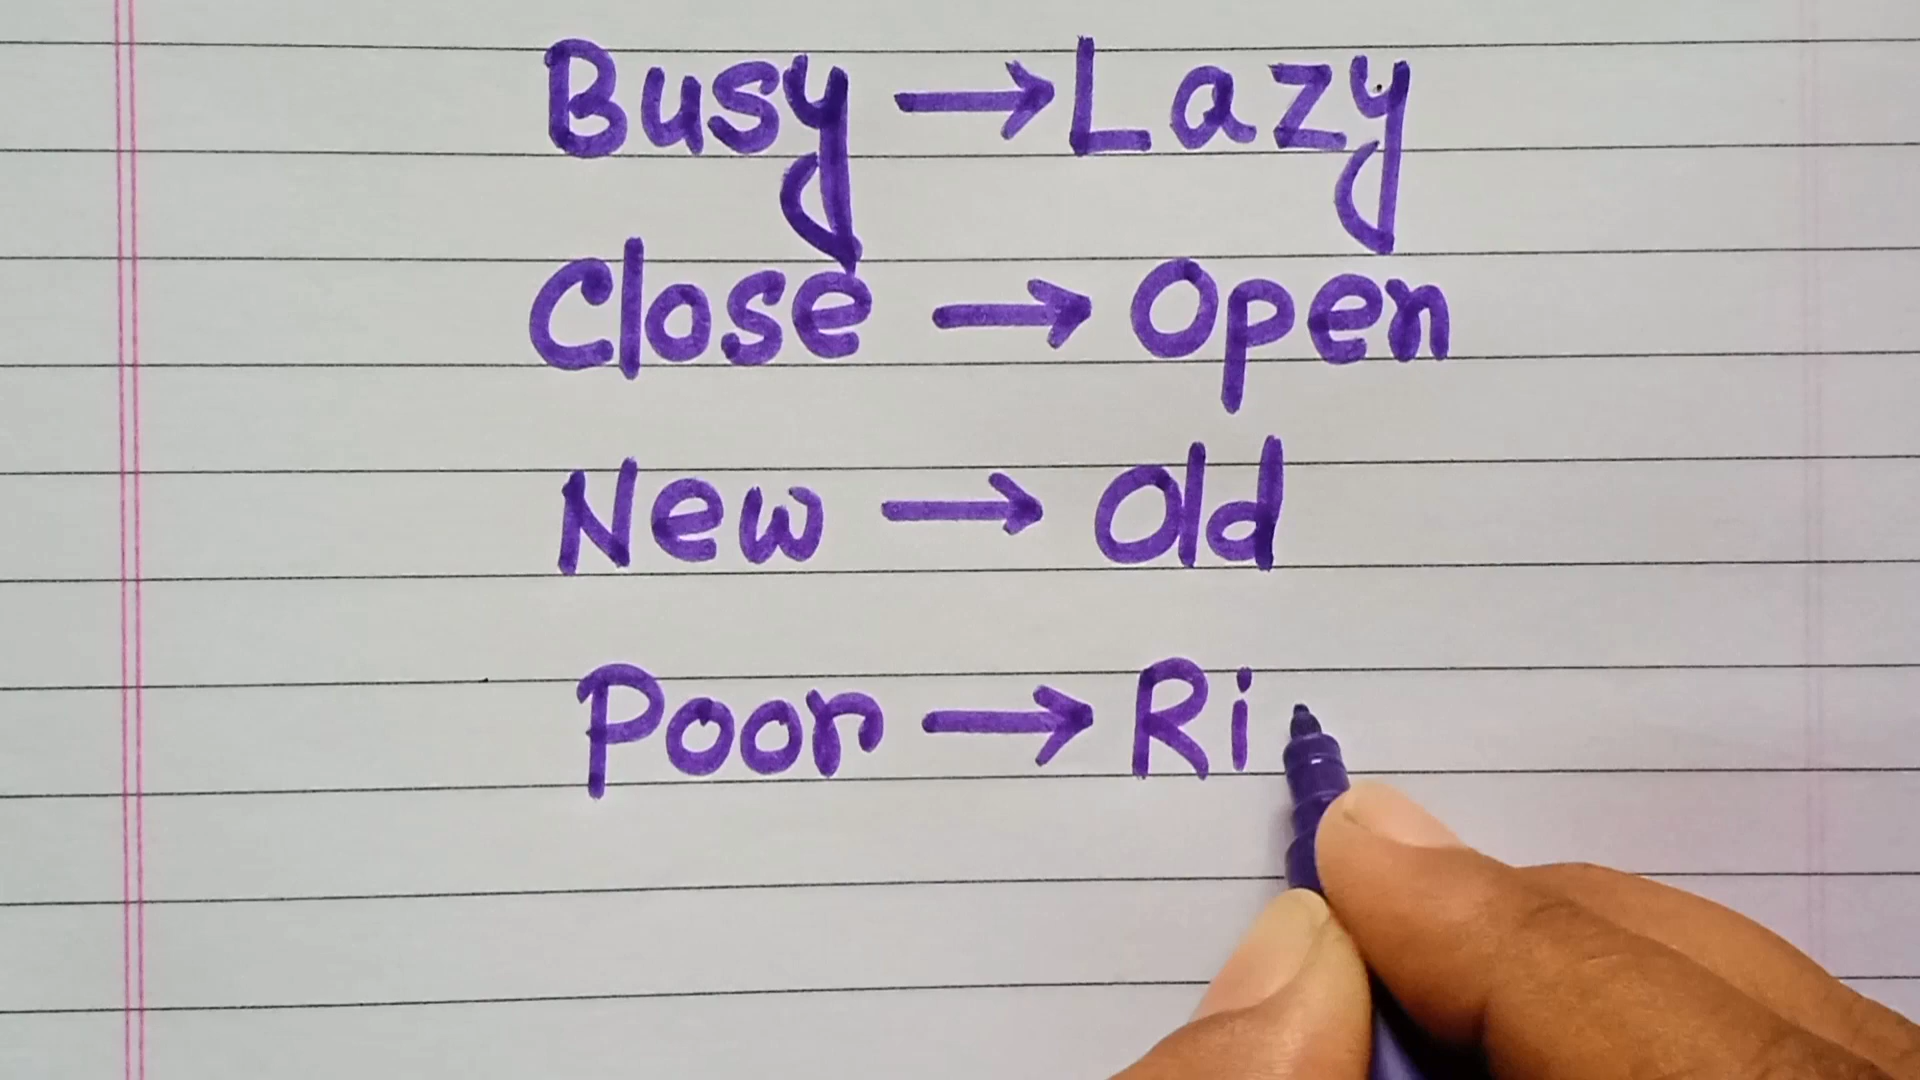 Busy → Lazy
Close → Open
New → Old
Poor → Ri